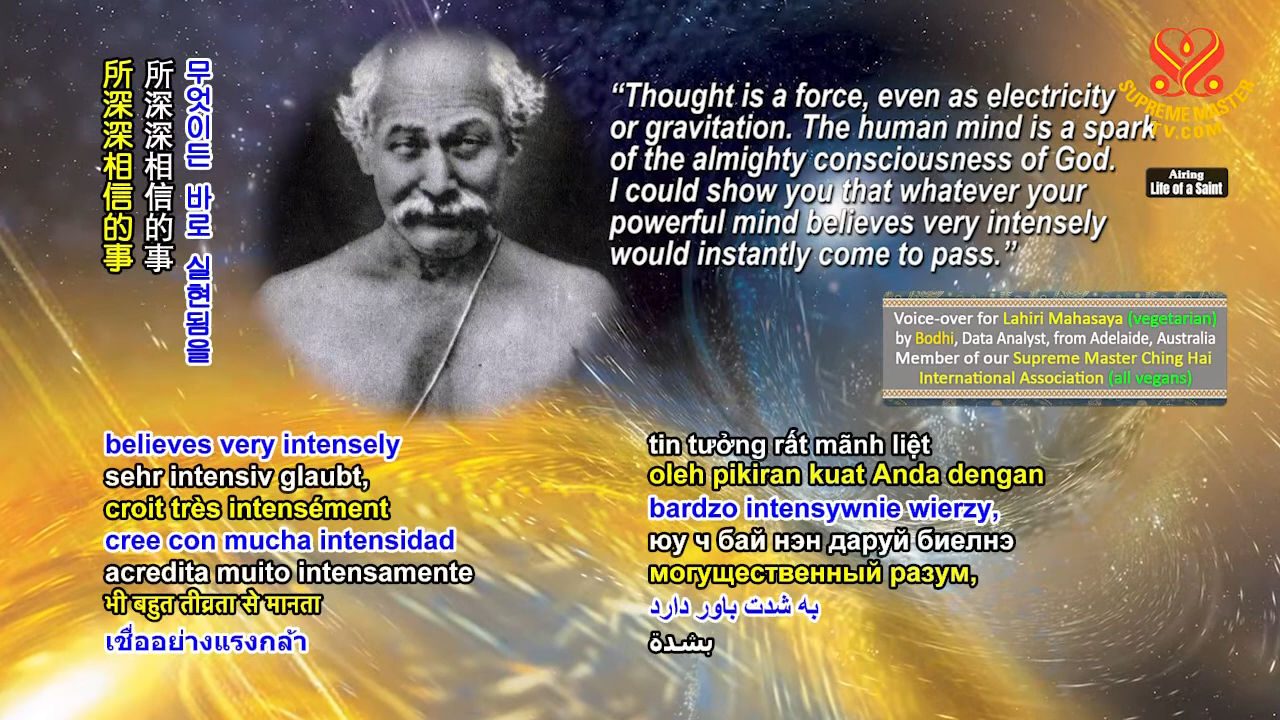 所深深相信的事
所深深相信的事
무엇이든 바로 실현됨을
“Thought is a force, even as electricity
or gravitation. The human mind is a spark
of the almighty consciousness of God.
I could show you that whatever your
powerful mind believes very intensely
would instantly come to pass.”
SUPREME MASTER
TV.COM
Airing
Life of a Saint
Voice-over for Lahiri Mahasaya (vegetarian)
by Bodhi, Data Analyst, from Adelaide, Australia
Member of our Supreme Master Ching Hai
International Association (all vegans)
believes very intensely
sehr intensiv glaubt,
croit très intensément
cree con mucha intensidad
acredita muito intensamente
भी बहुत तीव्रता से मानता
เชื่ออย่างแรงกล้า
tin tưởng rất mãnh liệt
oleh pikiran kuat Anda dengan
bardzo intensywnie wierzy,
юу ч бай нэн даруй биелнэ
могущественный разум,
به شدت باور دارد
بشدة